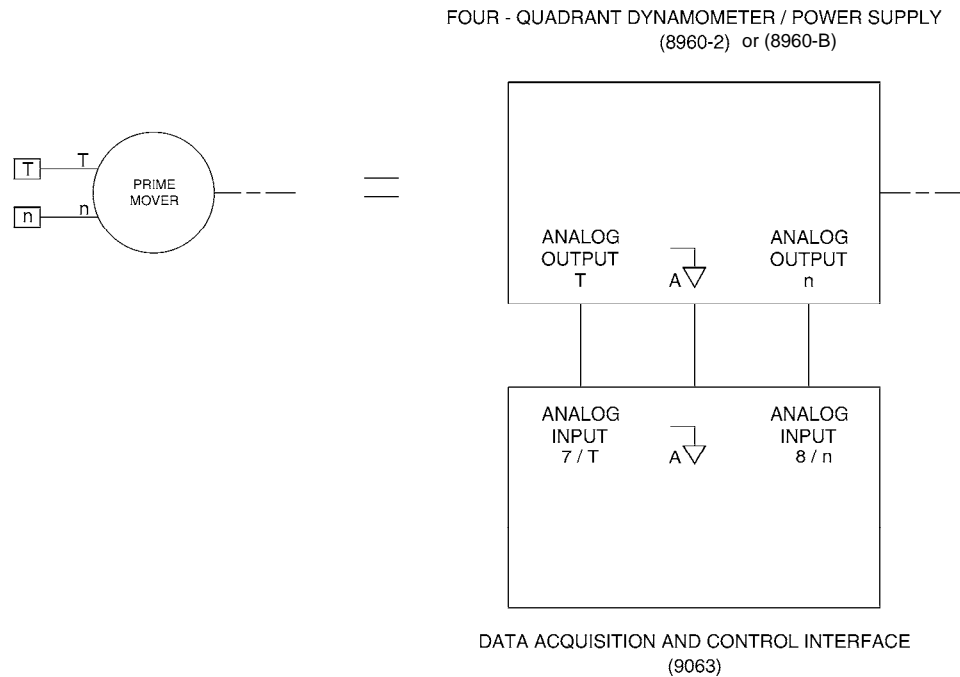 FOUR - QUADRANT DYNAMOMETER / POWER SUPPLY
(8960-2) or (8960-B)
T T
PRIME
MOVER
n n
ANALOG
OUTPUT
T
A
ANALOG
OUTPUT
n
ANALOG
INPUT
7 / T
A
ANALOG
INPUT
8 / n
DATA ACQUISITION AND CONTROL INTERFACE
(9063)